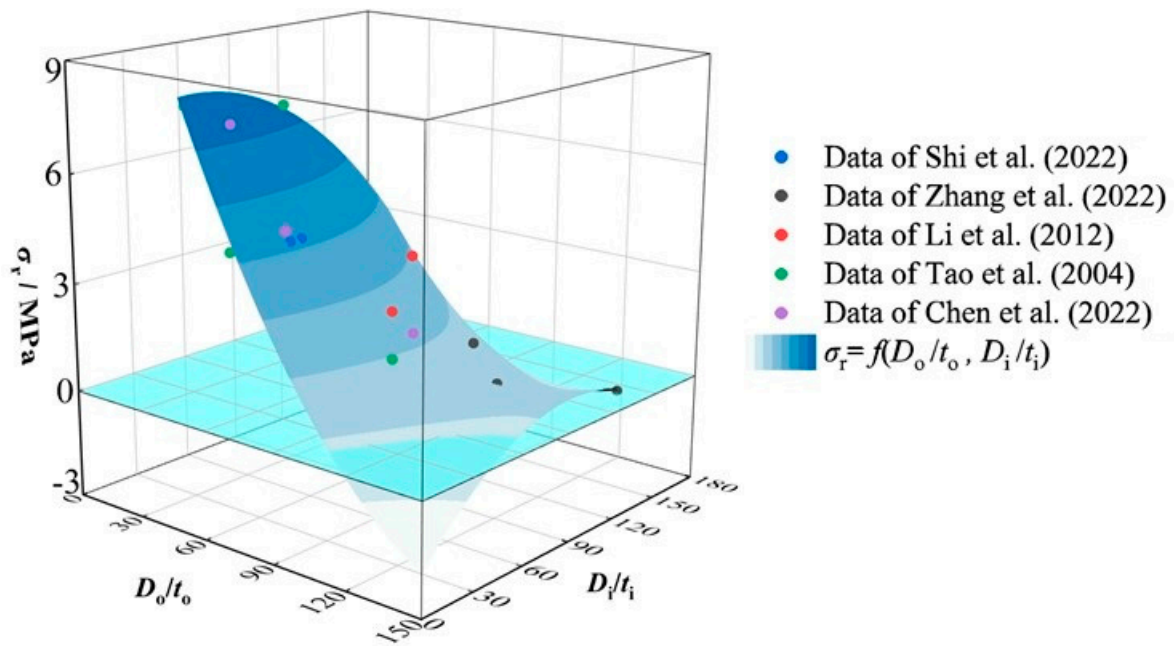 9
6
3
0
-3
σr / MPa
0
30
60
90
120
150
Do/to
0
30
60
90
120
150
180
Di/ti
Data of Shi et al. (2022)
Data of Zhang et al. (2022)
Data of Li et al. (2012)
Data of Tao et al. (2004)
Data of Chen et al. (2022)
σr= f(Do/to , Di/ti)